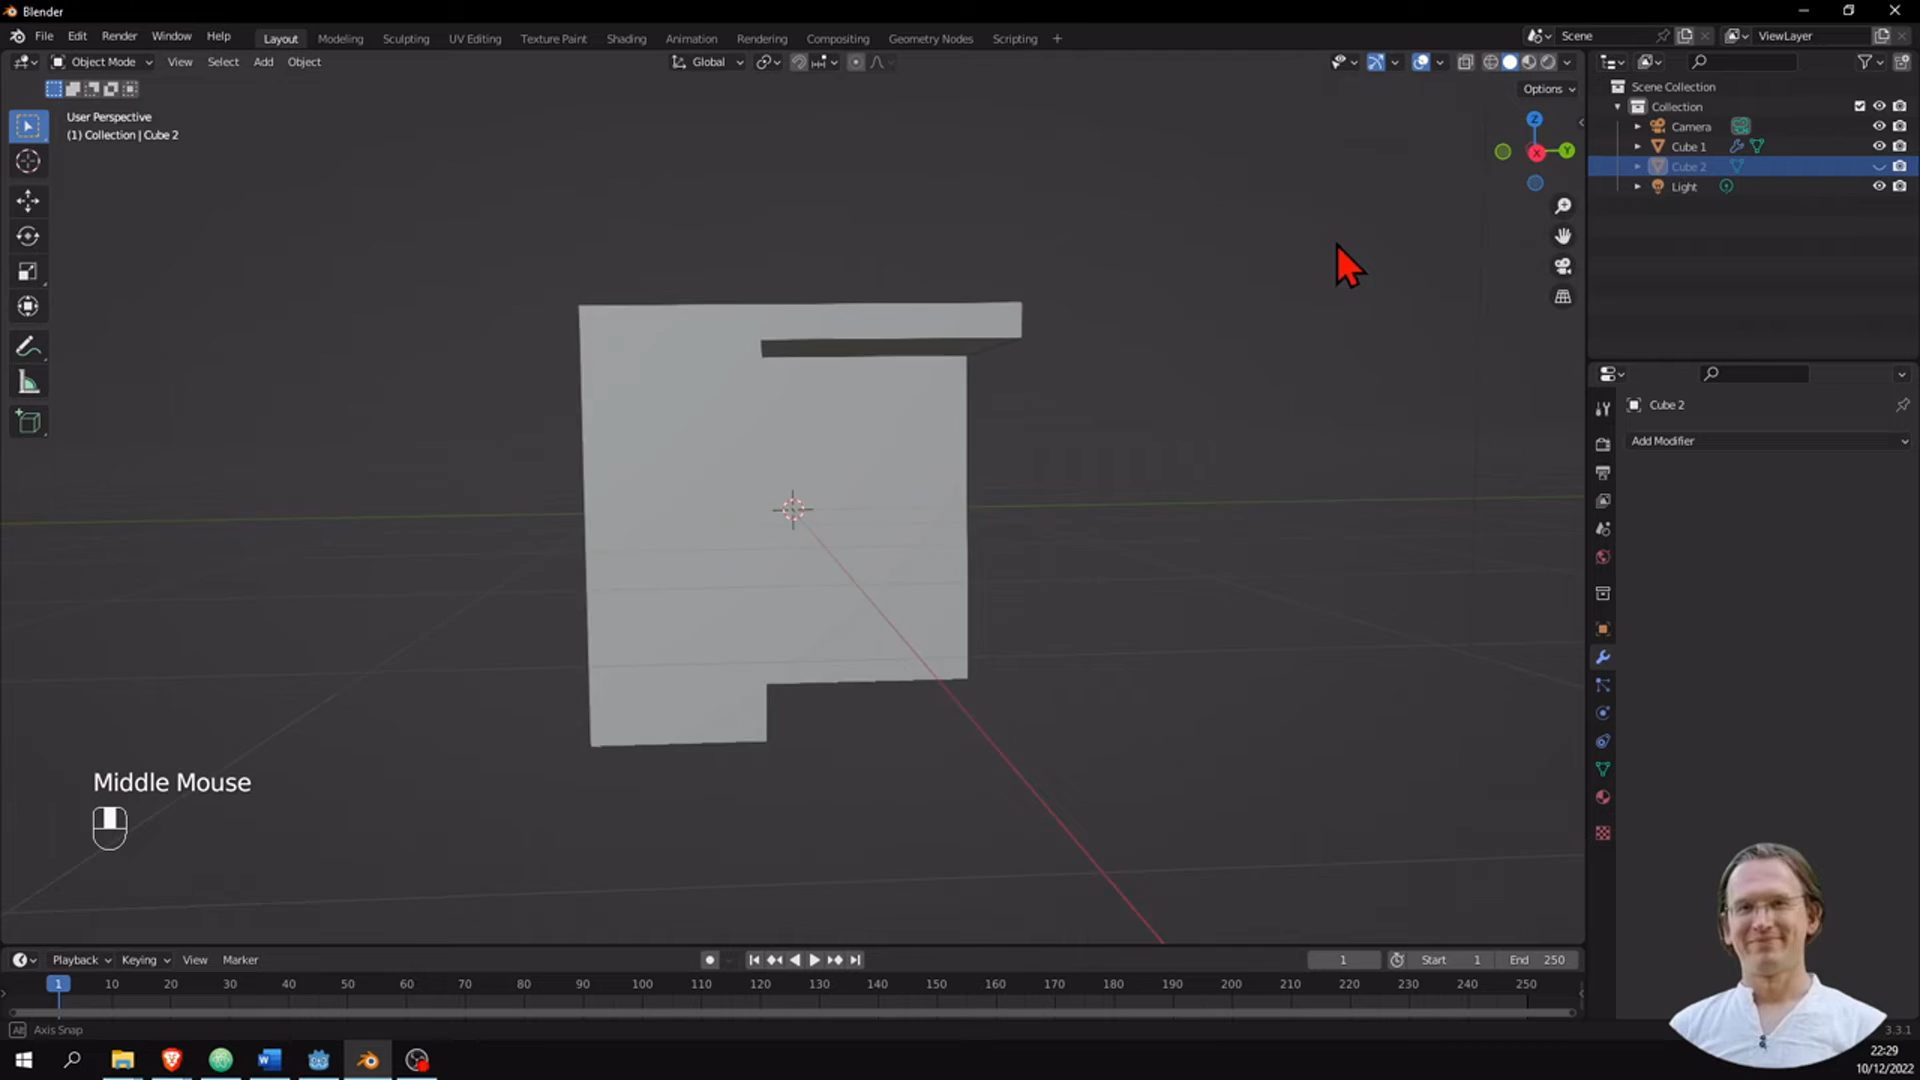 Blender
File Edit Render Window Help
Layout Modeling Sculpting UV Editing Texture Paint Shading Animation Rendering Compositing Geometry Nodes Scripting +
Scene ViewLayer
Object Mode View Select Add Object
Global
Options
User Perspective
(1) Collection | Cube 2
Z
Y
X
Scene Collection
Collection
Camera
Cube 1
Cube 2
Light
Cube 2
Add Modifier
Middle Mouse
Playback Keying View Marker
1 Start 1 End 250
1 10 20 30 40 50 60 70 80 90 100 110 120 130 140 150 160 170 180 190 200 210 220 230 240 250
Alt Axis Snap
3.3.1
22:29
10/12/2022